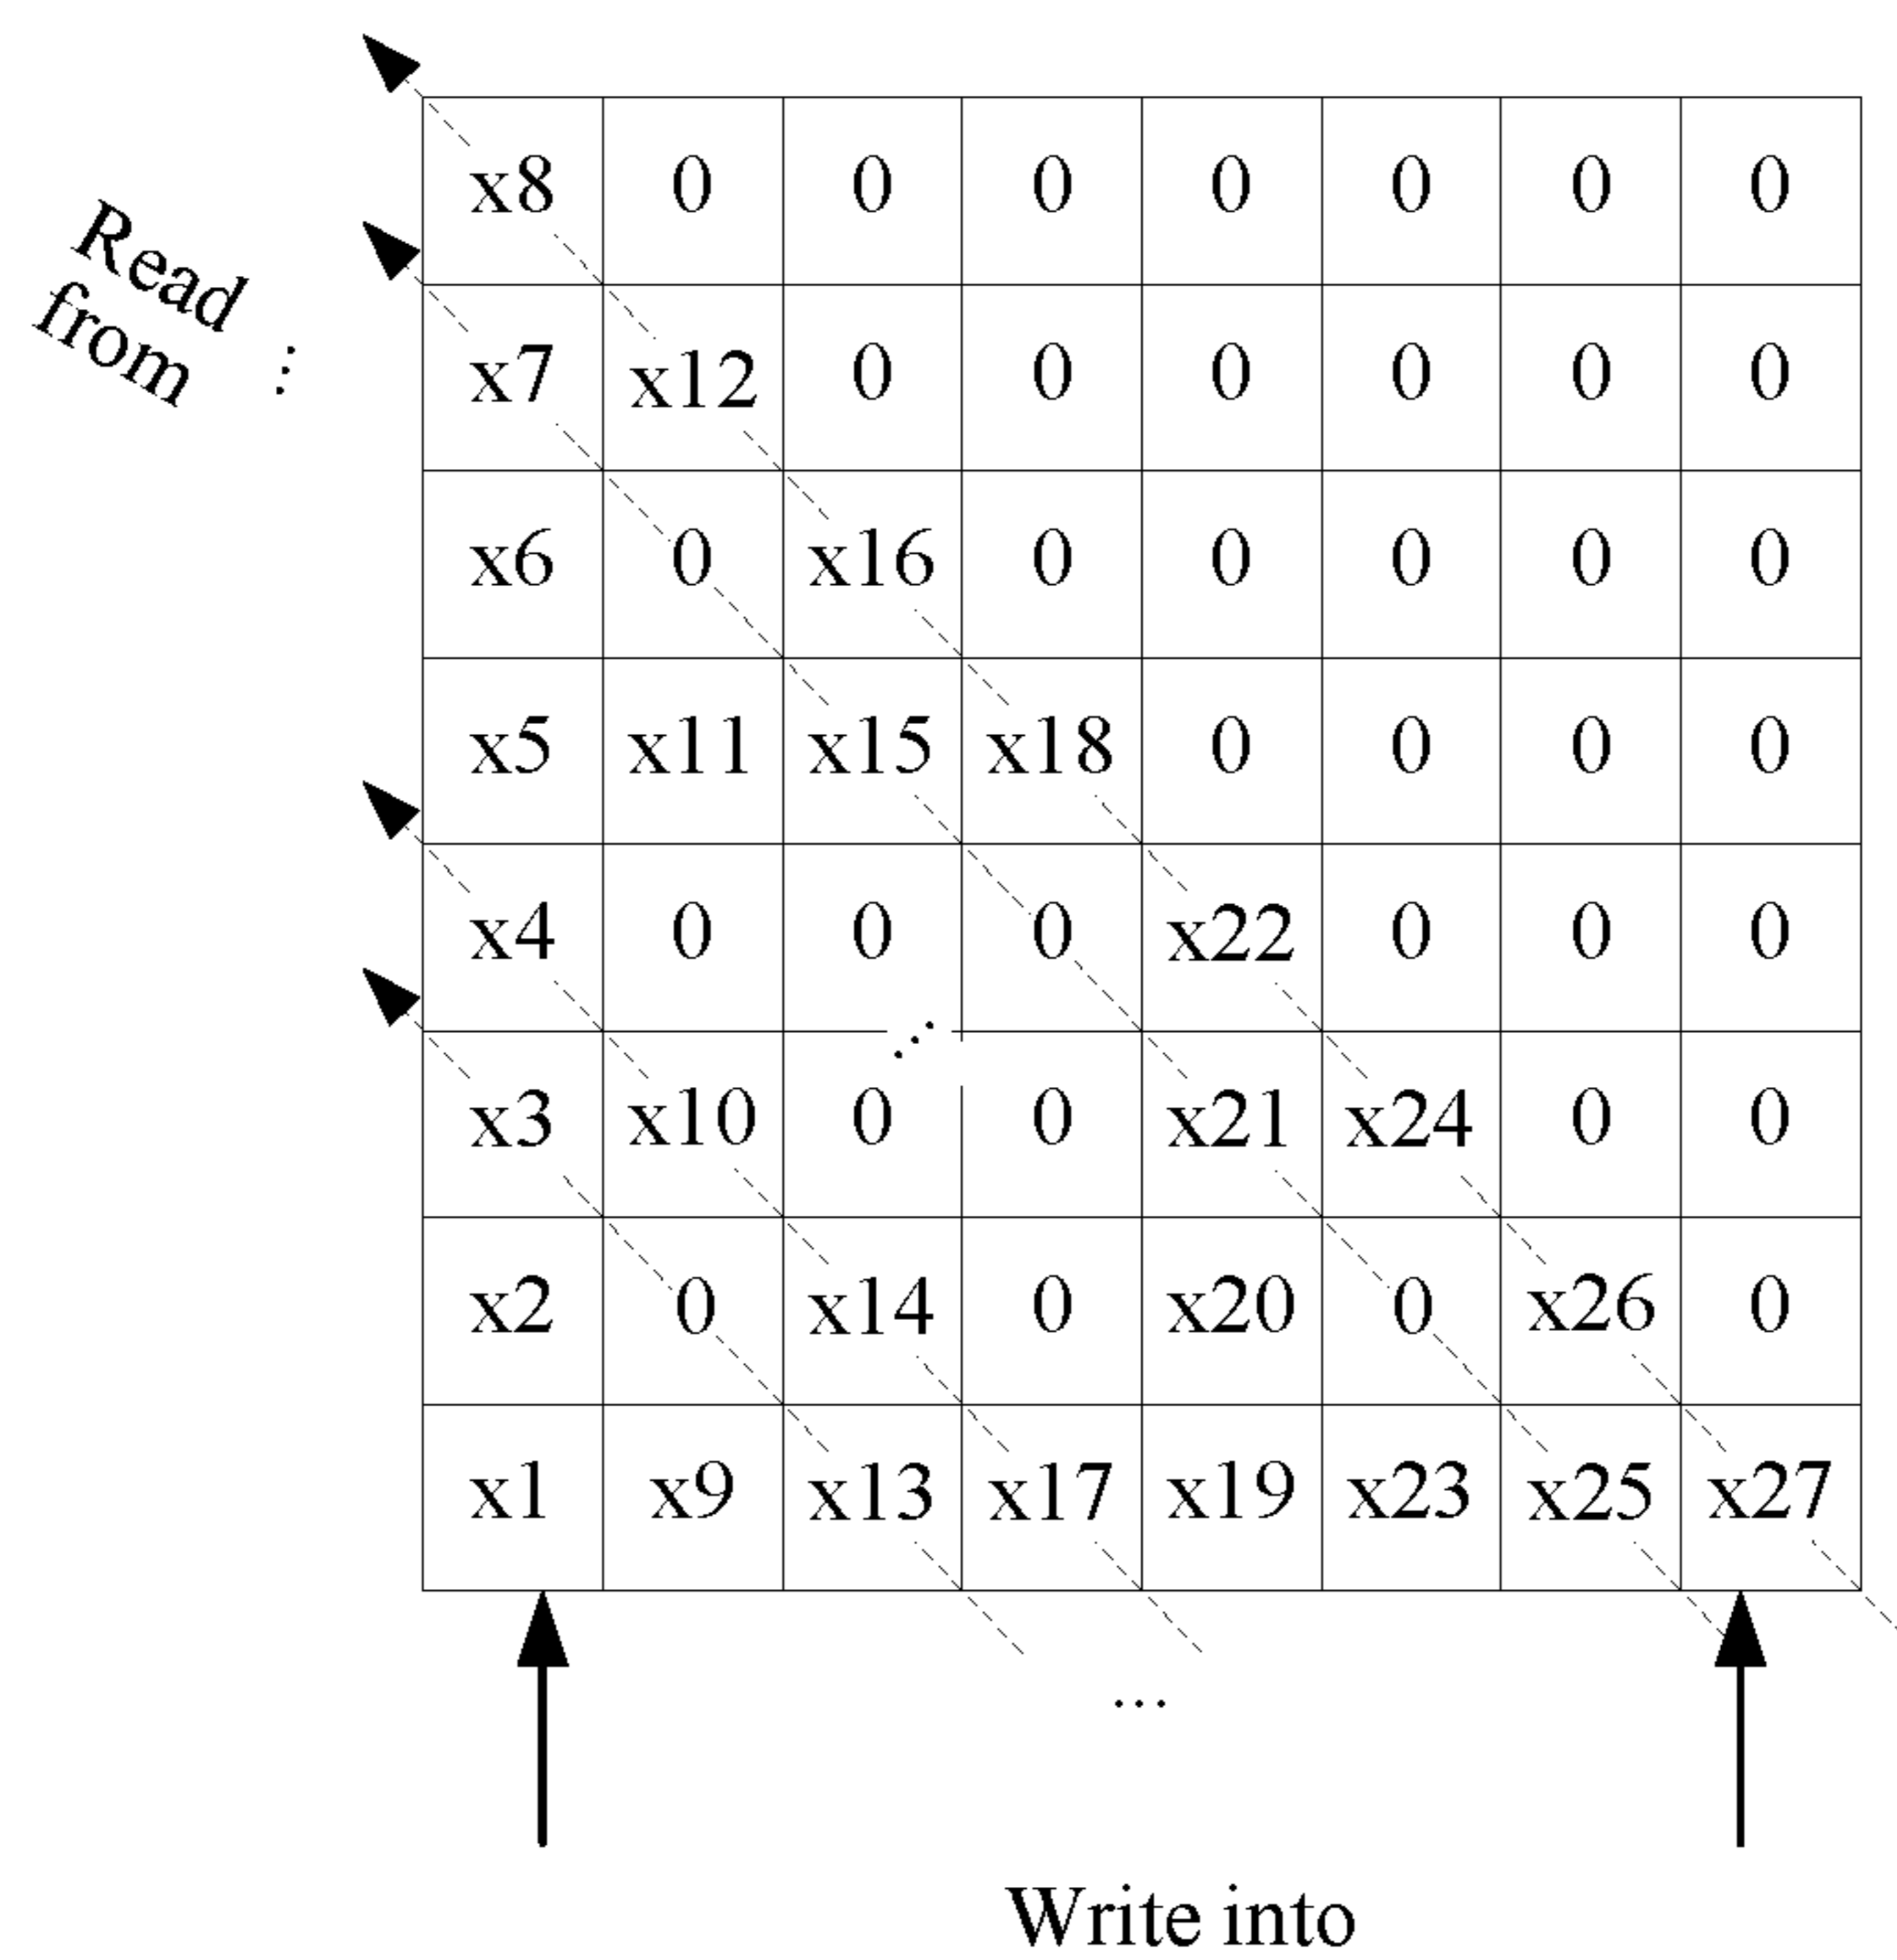 Read
from
x8 0 0 0 0 0 0 0
x7 x12 0 0 0 0 0 0
x6 0 x16 0 0 0 0 0
x5 x11 x15 x18 0 0 0 0
x4 0 0 0 x22 0 0 0
x3 x10 0 0 x21 x24 0 0
x2 0 x14 0 x20 0 x26 0
x1 x9 x13 x17 x19 x23 x25 x27
...
Write into